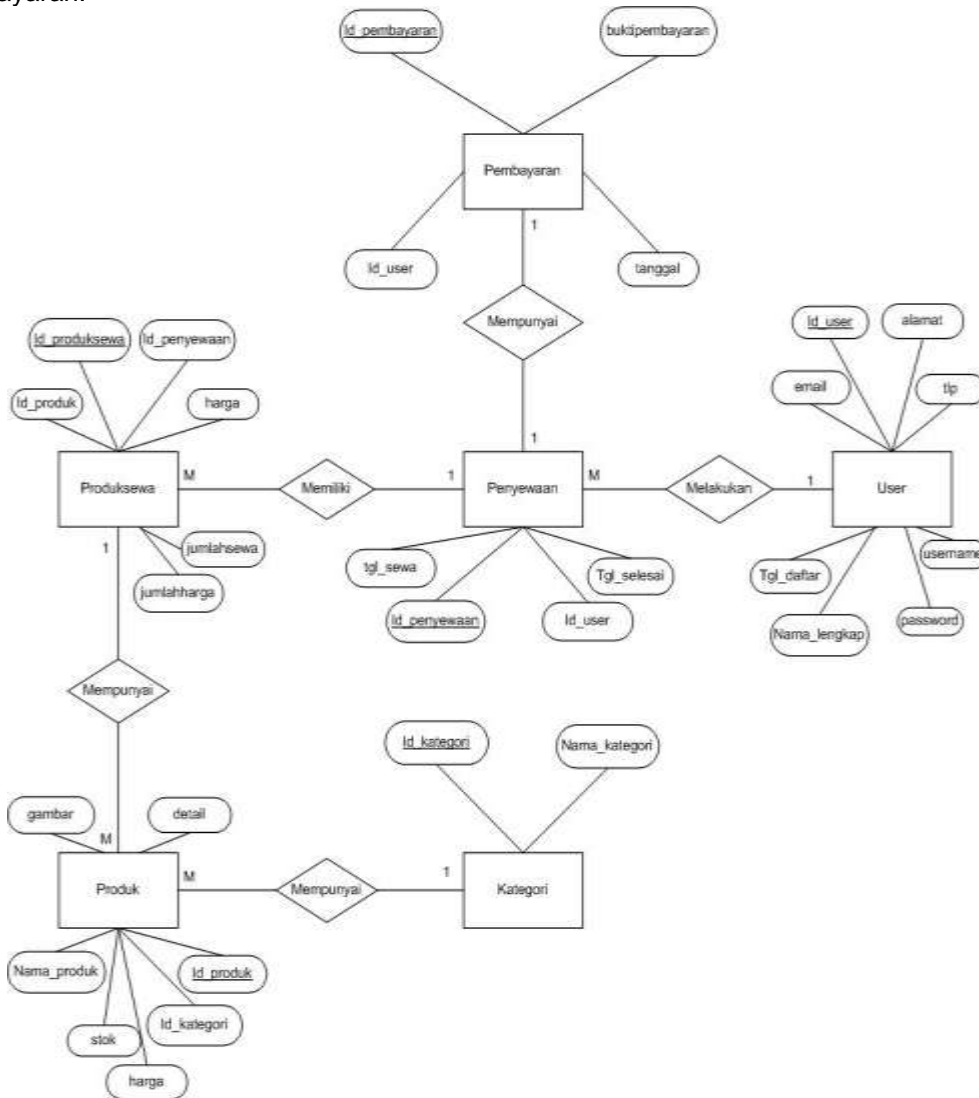 ayaran.
Id_pembayaran
buktipembayaran
Pembayaran
Id_user
tanggal
1
Mempunyai
1
Id_produksewa
Id_penyewaan
Id_produk
harga
Produksewa
M
Memiliki
1
Penyewaan
M
Melakukan
1
User
Id_user
alamat
email
tlp
1
jumlahsewa
jumlahharga
tgl_sewa
Tgl_selesai
Id_penyewaan
Id_user
Tgl_daftar
username
Nama_lengkap
password
Mempunyai
Id_kategori
Nama_kategori
gambar
detail
M
Produk
M
Mempunyai
1
Kategori
Nama_produk
Id_produk
Id_kategori
stok
harga